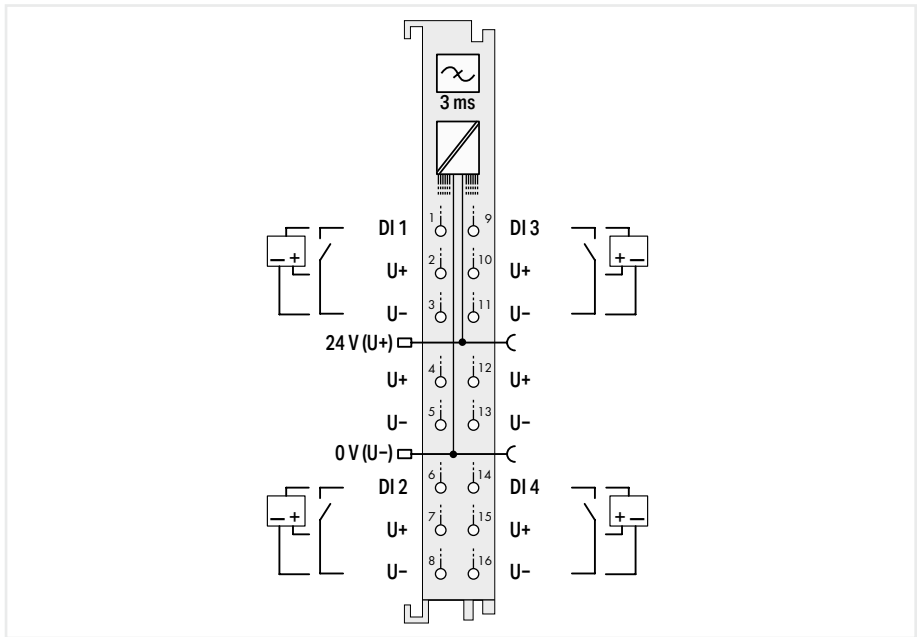 3 ms
DI 1 1 9 DI 3
− + + −
U+ 2 10 U+
U− 3 11 U−
24 V (U+)
U+ 4 12 U+
U− 5 13 U−
0 V (U−)
DI 2 6 14 DI 4
− + + −
U+ 7 15 U+
U− 8 16 U−